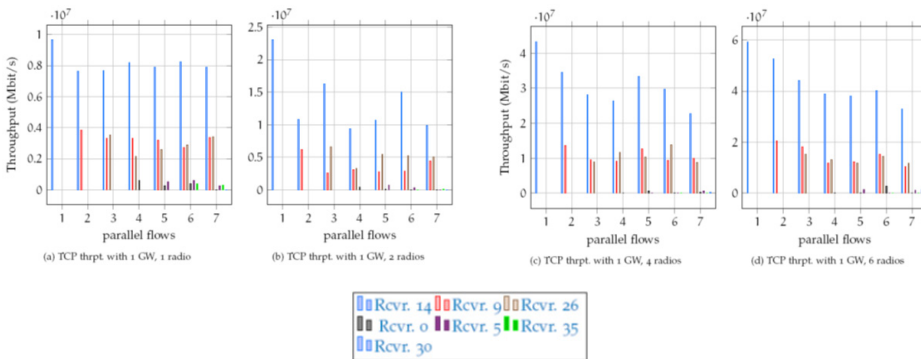 ·10⁷ ·10⁷ ·10⁷ ·10⁷
Throughput (Mbit/s)
1
0.8
0.6
0.4
0.2
0
1 2 3 4 5 6 7
parallel flows
(a) TCP thrpt. with 1 GW, 1 radio
2.5
2
1.5
1
0.5
0
1 2 3 4 5 6 7
parallel flows
(b) TCP thrpt. with 1 GW, 2 radios
Throughput (Mbit/s)
4
3
2
1
0
1 2 3 4 5 6 7
parallel flows
(c) TCP thrpt. with 1 GW, 4 radios
6
4
2
0
1 2 3 4 5 6 7
parallel flows
(d) TCP thrpt. with 1 GW, 6 radios
Rcvr. 14 Rcvr. 9 Rcvr. 26
Rcvr. 0 Rcvr. 5 Rcvr. 35
Rcvr. 30